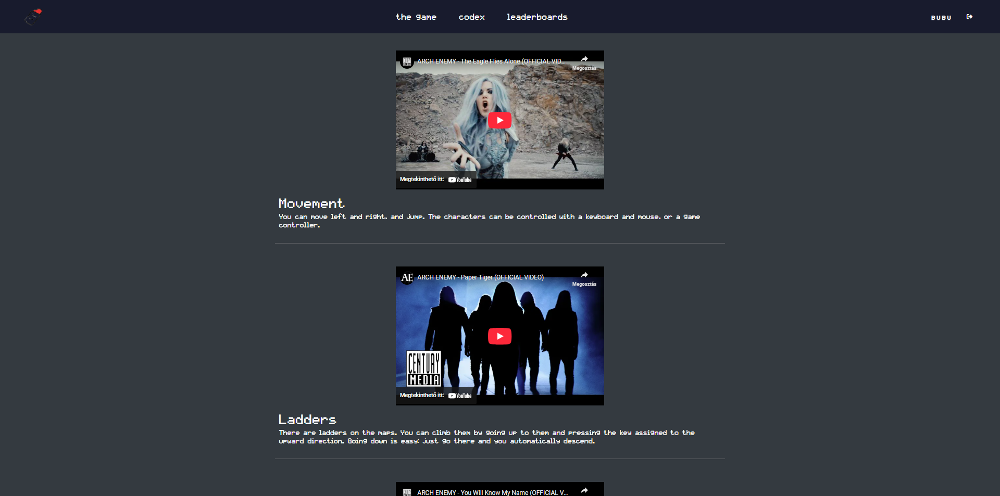 the game codex leaderboards BUBU
ARCH ENEMY - The Eagle Flies Alone (OFFICIAL VID...
Megosztás
Megtekinthető itt: YouTube
Movement
You can move left and right, and jump. The characters can be controlled with a keyboard and mouse, or a game
controller.
AE ARCH ENEMY - Paper Tiger (OFFICIAL VIDEO)
Megosztás
CENTURY
MEDIA
Megtekinthető itt: YouTube
Ladders
There are ladders on the maps. You can climb them by going up to them and pressing the key assigned to the
upward direction. Going down is easy: just go there and you automatically descend.
ARCH ENEMY - You Will Know My Name (OFFICIAL V...